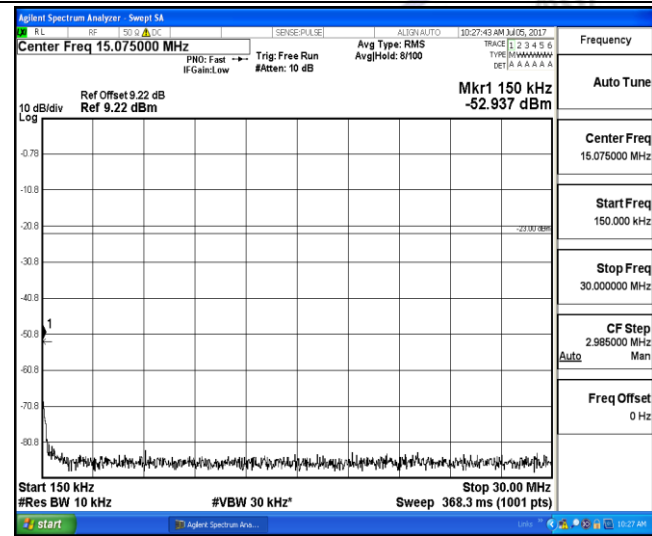 Agilent Spectrum Analyzer - Swept SA
RL RF 50 Ω DC SENSE:PULSE ALIGN AUTO 10:27:43 AM Jul 05, 2017
Center Freq 15.075000 MHz
PNO: Fast
IFGain:Low
Trig: Free Run
#Atten: 10 dB
Avg Type: RMS
Avg|Hold: 8/100
TRACE 1 2 3 4 5 6
TYPE M WWWWW
DET A A A A A A
Frequency
Ref Offset 9.22 dB
10 dB/div Ref 9.22 dBm
Log
Mkr1 150 kHz
-52.937 dBm
-0.78
-10.8
-20.8
-30.8
-40.8
-50.8
-60.8
-70.8
-80.8
-23.00 dBm
1
Start 150 kHz Stop 30.00 MHz
#Res BW 10 kHz #VBW 30 kHz* Sweep 368.3 ms (1001 pts)
Auto Tune
Center Freq
15.075000 MHz
Start Freq
150.000 kHz
Stop Freq
30.000000 MHz
CF Step
2.985000 MHz
Auto Man
Freq Offset
0 Hz
start Agilent Spectrum Ana... Links » 10:27 AM